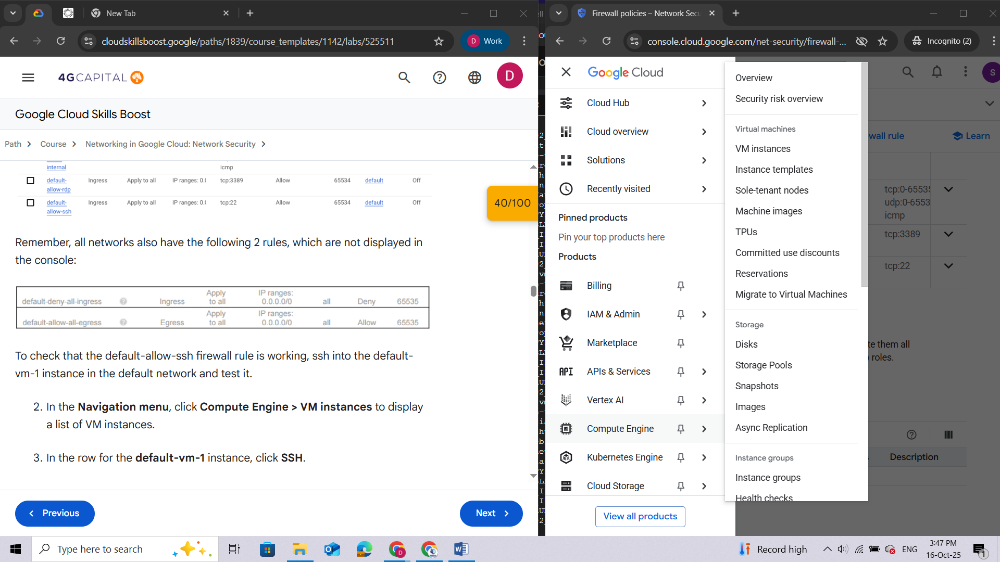 New Tab
cloudskillsboost.google/paths/1839/course_templates/1142/labs/525511
D
Work
4GCAPITAL
D
Google Cloud Skills Boost
Path
Course
Networking in Google Cloud: Network Security
internal
icmp
default-
allow-rdp
Ingress
Apply to all
IP ranges: 0.(
tcp:3389
Allow
65534
default
Off
default-
allow-ssh
Ingress
Apply to all
IP ranges: 0.(
tcp:22
Allow
65534
default
Off
40/100
Remember, all networks also have the following 2 rules, which are not displayed in
the console:
default-deny-all-ingress
Ingress
Apply
to all
IP ranges:
0.0.0.0/0
all
Deny
65535
default-allow-all-egress
Egress
Apply
to all
IP ranges:
0.0.0.0/0
all
Allow
65535
To check that the default-allow-ssh firewall rule is working, ssh into the default-
vm-1 instance in the default network and test it.
2. In the Navigation menu, click Compute Engine > VM instances to display
a list of VM instances.
3. In the row for the default-vm-1 instance, click SSH.
Previous
Next
Firewall policies – Network Secu
console.cloud.google.com/net-security/firewall-...
Incognito (2)
Google Cloud
S
Cloud Hub
Cloud overview
Solutions
Recently visited
Pinned products
Pin your top products here
Products
Billing
IAM & Admin
Marketplace
API
APIs & Services
Vertex AI
Compute Engine
Kubernetes Engine
Cloud Storage
View all products
Overview
Security risk overview
Virtual machines
VM instances
Instance templates
Sole-tenant nodes
Machine images
TPUs
Committed use discounts
Reservations
Migrate to Virtual Machines
Storage
Disks
Storage Pools
Snapshots
Images
Async Replication
Instance groups
Instance groups
Health checks
wall rule
Learn
tcp:0-65535
udp:0-6553
icmp
tcp:3389
tcp:22
te them all
roles.
Description
Type here to search
Record high
ENG
3:47 PM
16-Oct-25
1